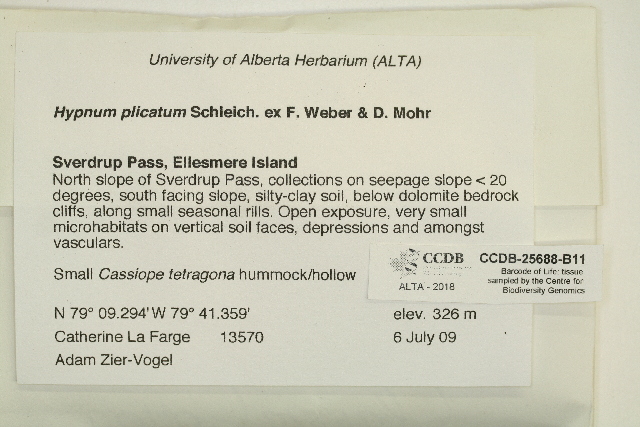 University of Alberta Herbarium (ALTA)
Hypnum plicatum Schleich. ex F. Weber & D. Mohr
Sverdrup Pass, Ellesmere Island
North slope of Sverdrup Pass, collections on seepage slope < 20
degrees, south facing slope, silty-clay soil, below dolomite bedrock
cliffs, along small seasonal rills. Open exposure, very small
microhabitats on vertical soil faces, depressions and amongst
vasculars.
Small Cassiope tetragona hummock/hollow
CCDB
ALTA - 2018
CCDB-25688-B11
Barcode of Life: tissue
sampled by the Centre for
Biodiversity Genomics
N 79° 09.294' W 79° 41.359' elev. 326 m
Catherine La Farge 13570 6 July 09
Adam Zier-Vogel